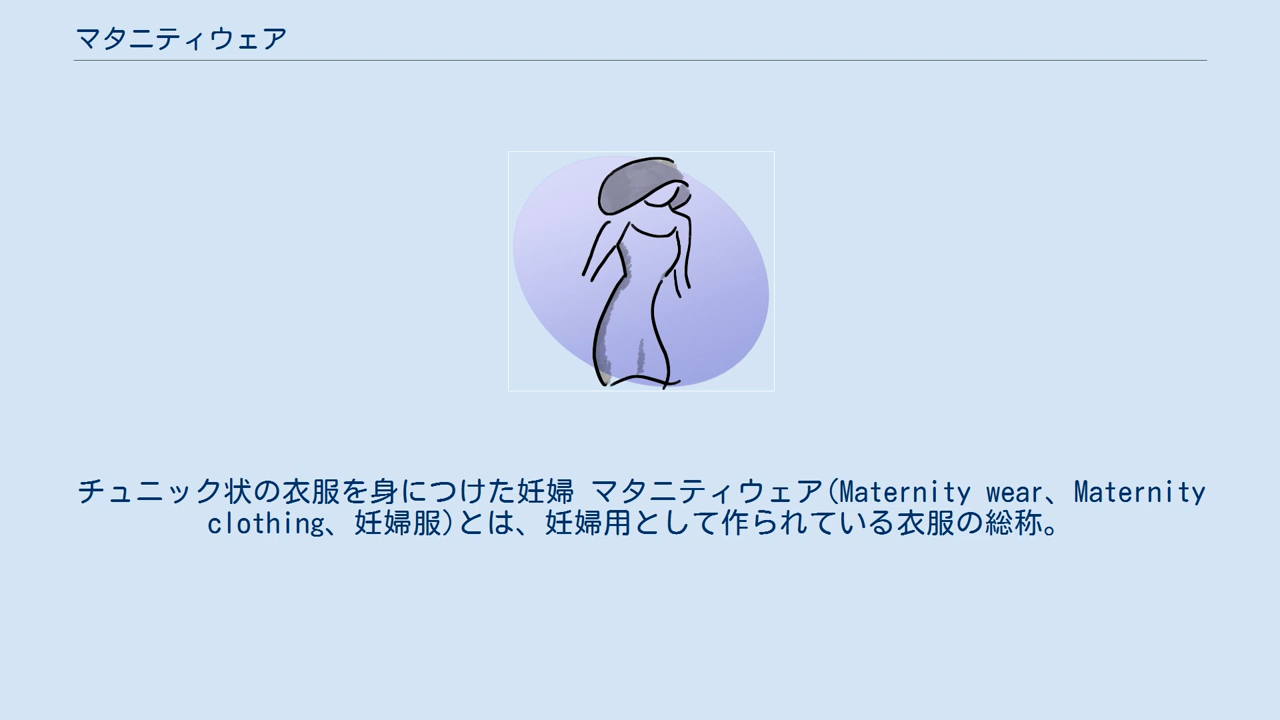 マタニティウェア
チュニック状の衣服を身につけた妊婦 マタニティウェア(Maternity wear、Maternity
clothing、妊婦服)とは、妊婦用として作られている衣服の総称。